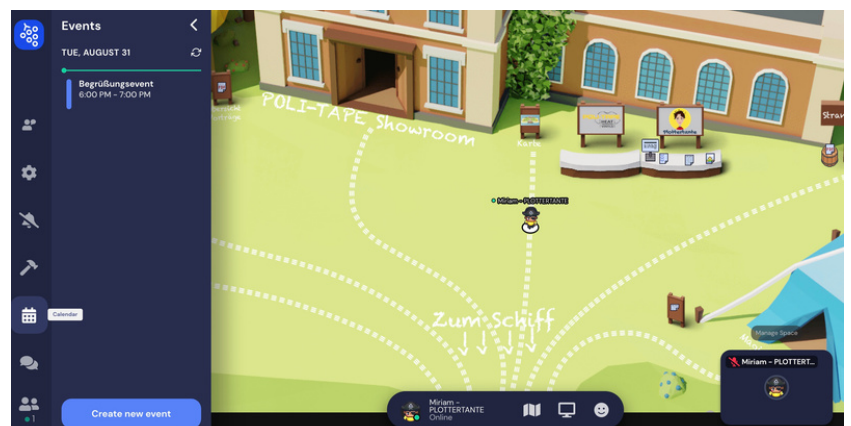 Events
TUE, AUGUST 31
Begrüßungsevent
6:00 PM - 7:00 PM
Calendar
Create new event
1
POLI-TAPE Showroom
Karte
Plottertante
Miriam - PLOTTERTANTE
Zum Schiff
Manage Space
Miriam - PLOTTERT...
Miriam -
PLOTTERTANTE
Online